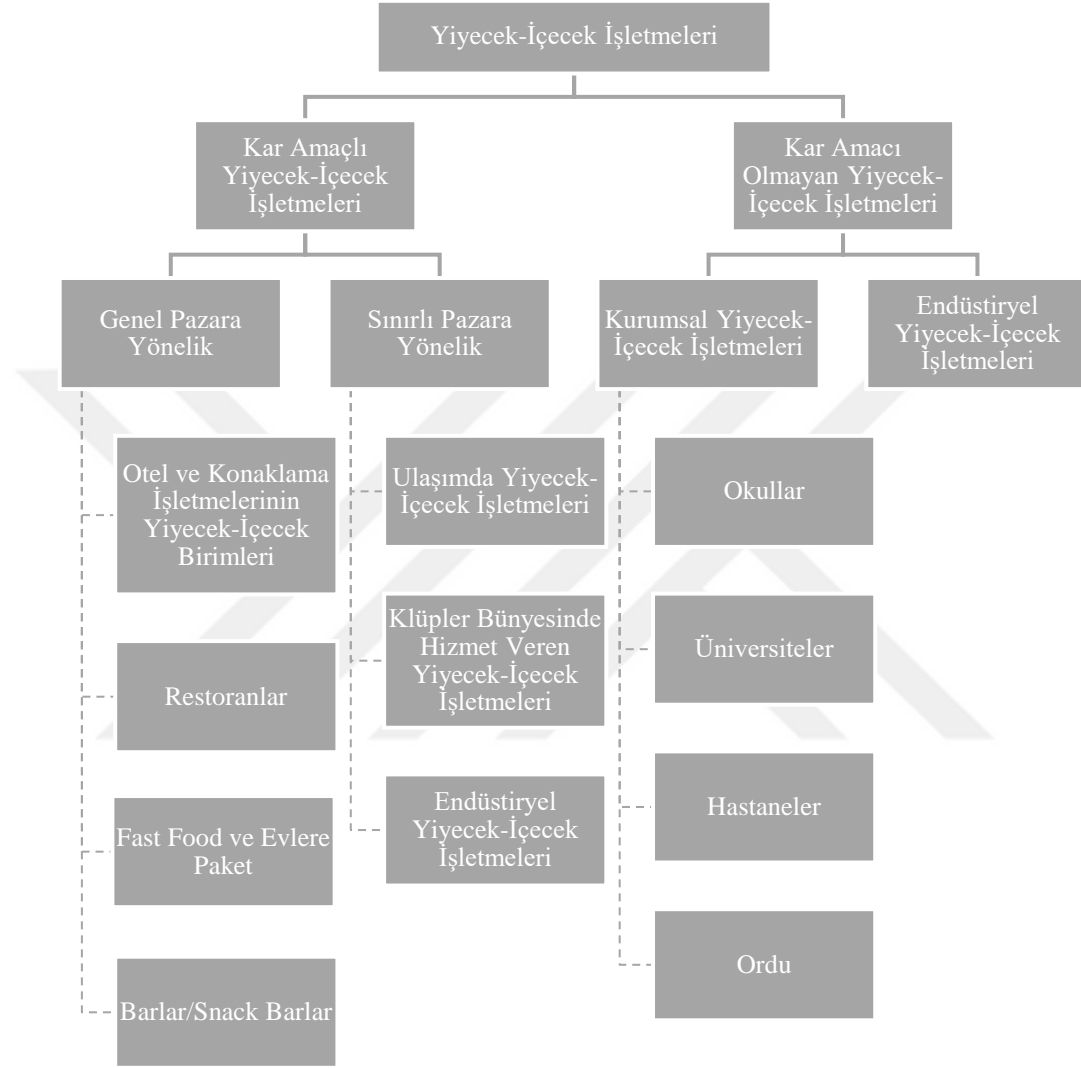 Yiyecek-İçecek İşletmeleri
Kar Amaçlı
Yiyecek-İçecek
İşletmeleri
Kar Amacı
Olmayan Yiyecek-
İçecek İşletmeleri
Genel Pazara
Yönelik
Sınırlı Pazara
Yönelik
Kurumsal Yiyecek-
İçecek İşletmeleri
Endüstiryel
Yiyecek-İçecek
İşletmeleri
Otel ve Konaklama
İşletmelerinin
Yiyecek-İçecek
Birimleri
Ulaşımda Yiyecek-
İçecek İşletmeleri
Okullar
Restoranlar
Klüpler Bünyesinde
Hizmet Veren
Yiyecek-İçecek
İşletmeleri
Üniversiteler
Fast Food ve Evlere
Paket
Endüstiryel
Yiyecek-İçecek
İşletmeleri
Hastaneler
Barlar/Snack Barlar
Ordu